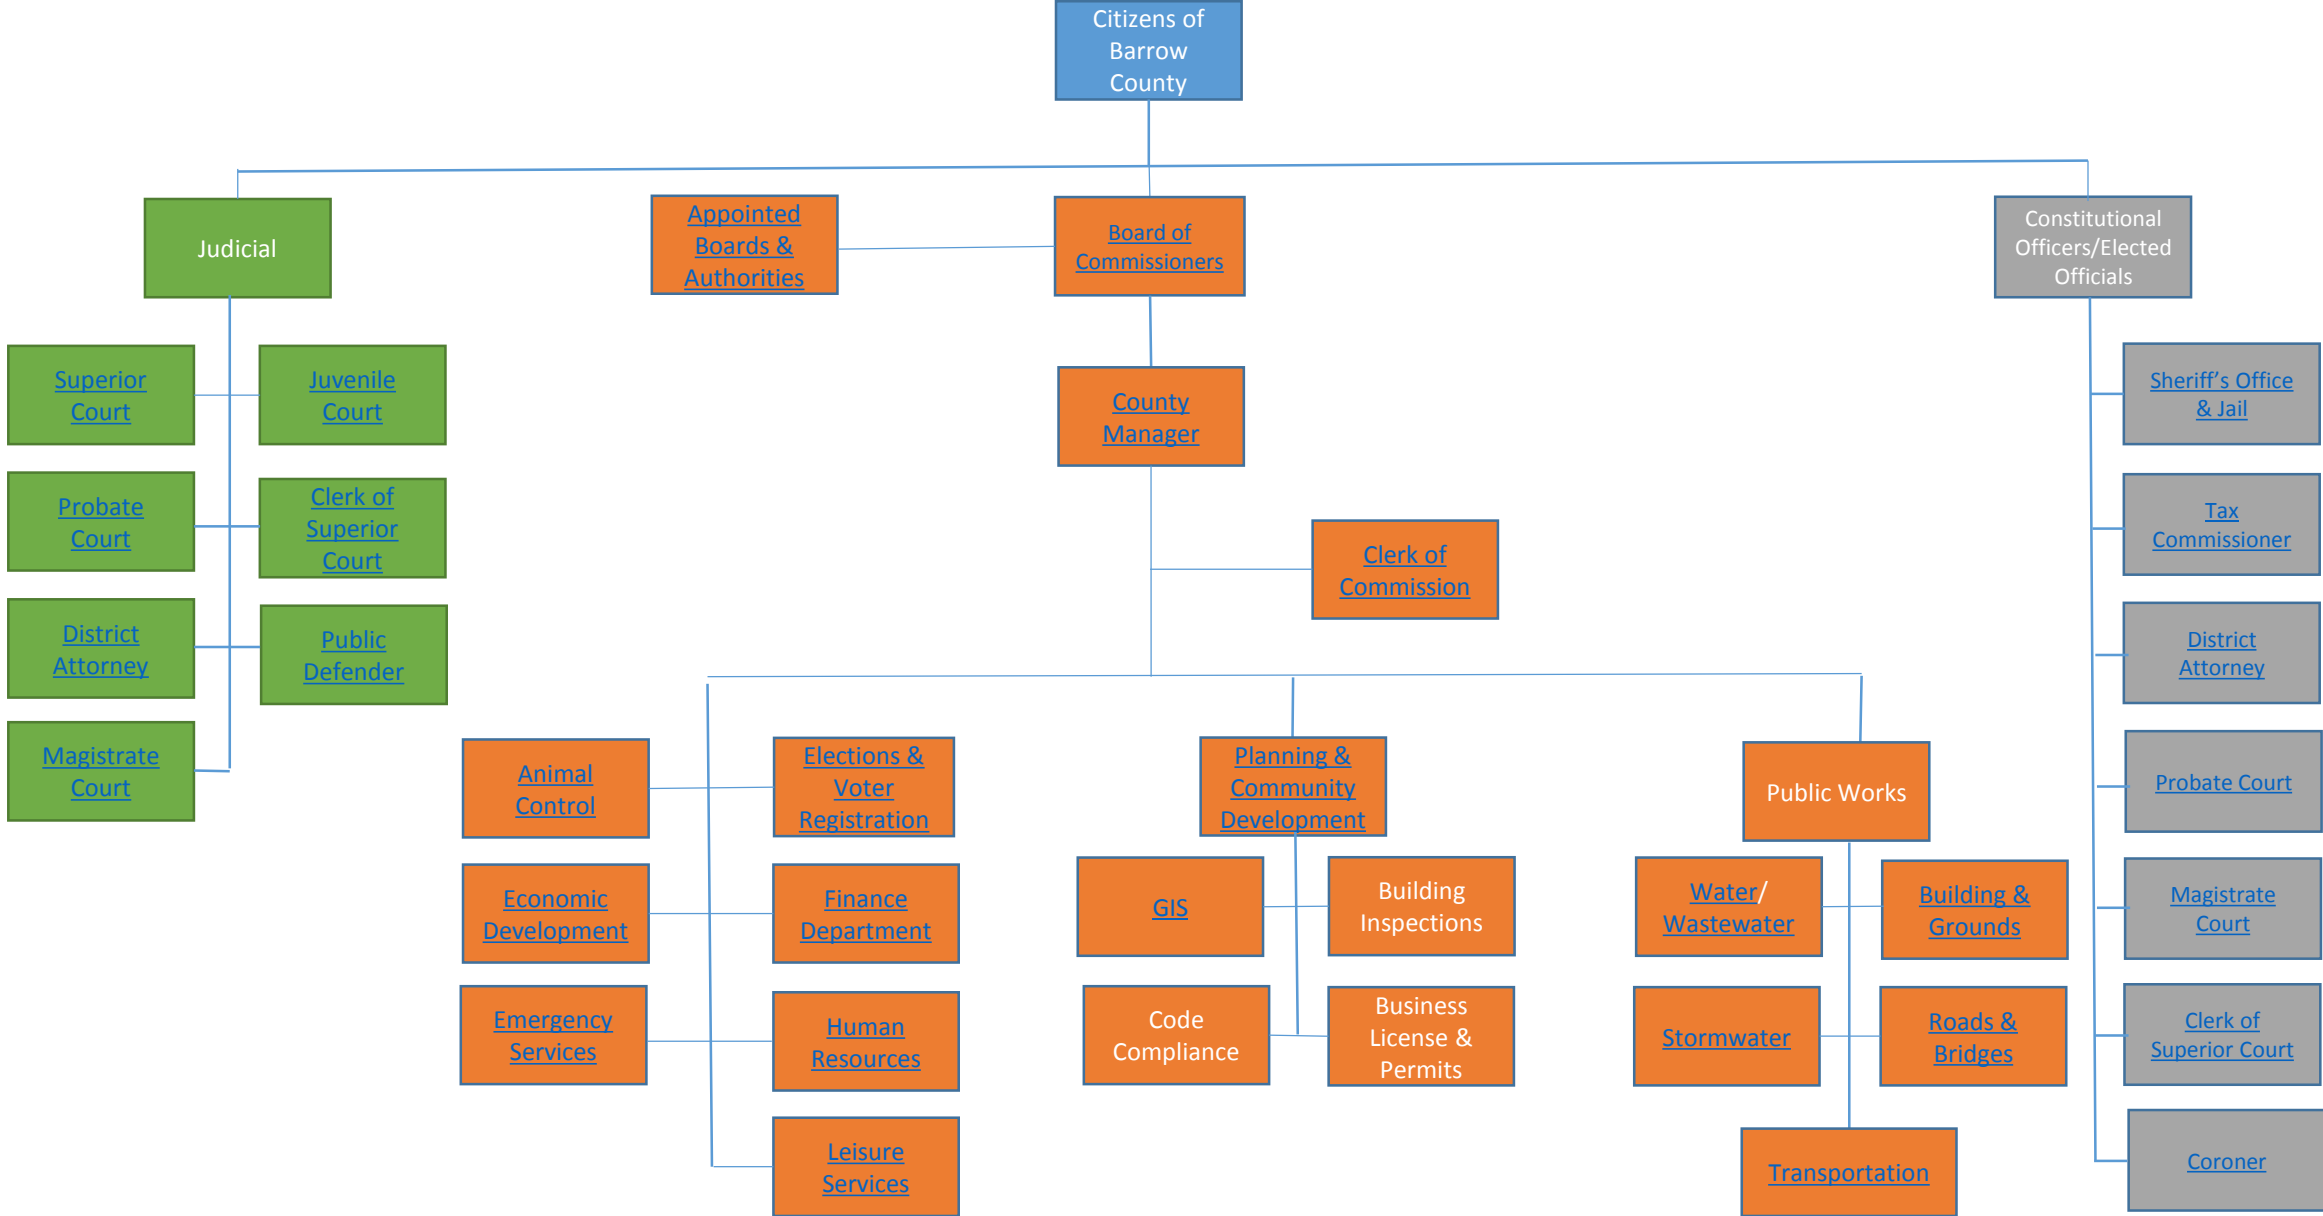 Citizens of
Barrow
County
Judicial
Appointed
Boards &
Authorities
Board of
Commissioners
Constitutional
Officers/Elected
Officials
Superior
Court
Juvenile
Court
County
Manager
Sheriff’s Office
& Jail
Probate
Court
Clerk of
Superior
Court
Clerk of
Commission
Tax
Commissioner
District
Attorney
Public
Defender
District
Attorney
Magistrate
Court
Animal
Control
Elections &
Voter
Registration
Planning &
Community
Development
Public Works
Probate Court
Economic
Development
Finance
Department
GIS
Building
Inspections
Water/
Wastewater
Building &
Grounds
Magistrate
Court
Emergency
Services
Human
Resources
Code
Compliance
Business
License &
Permits
Stormwater
Roads &
Bridges
Clerk of
Superior Court
Leisure
Services
Transportation
Coroner